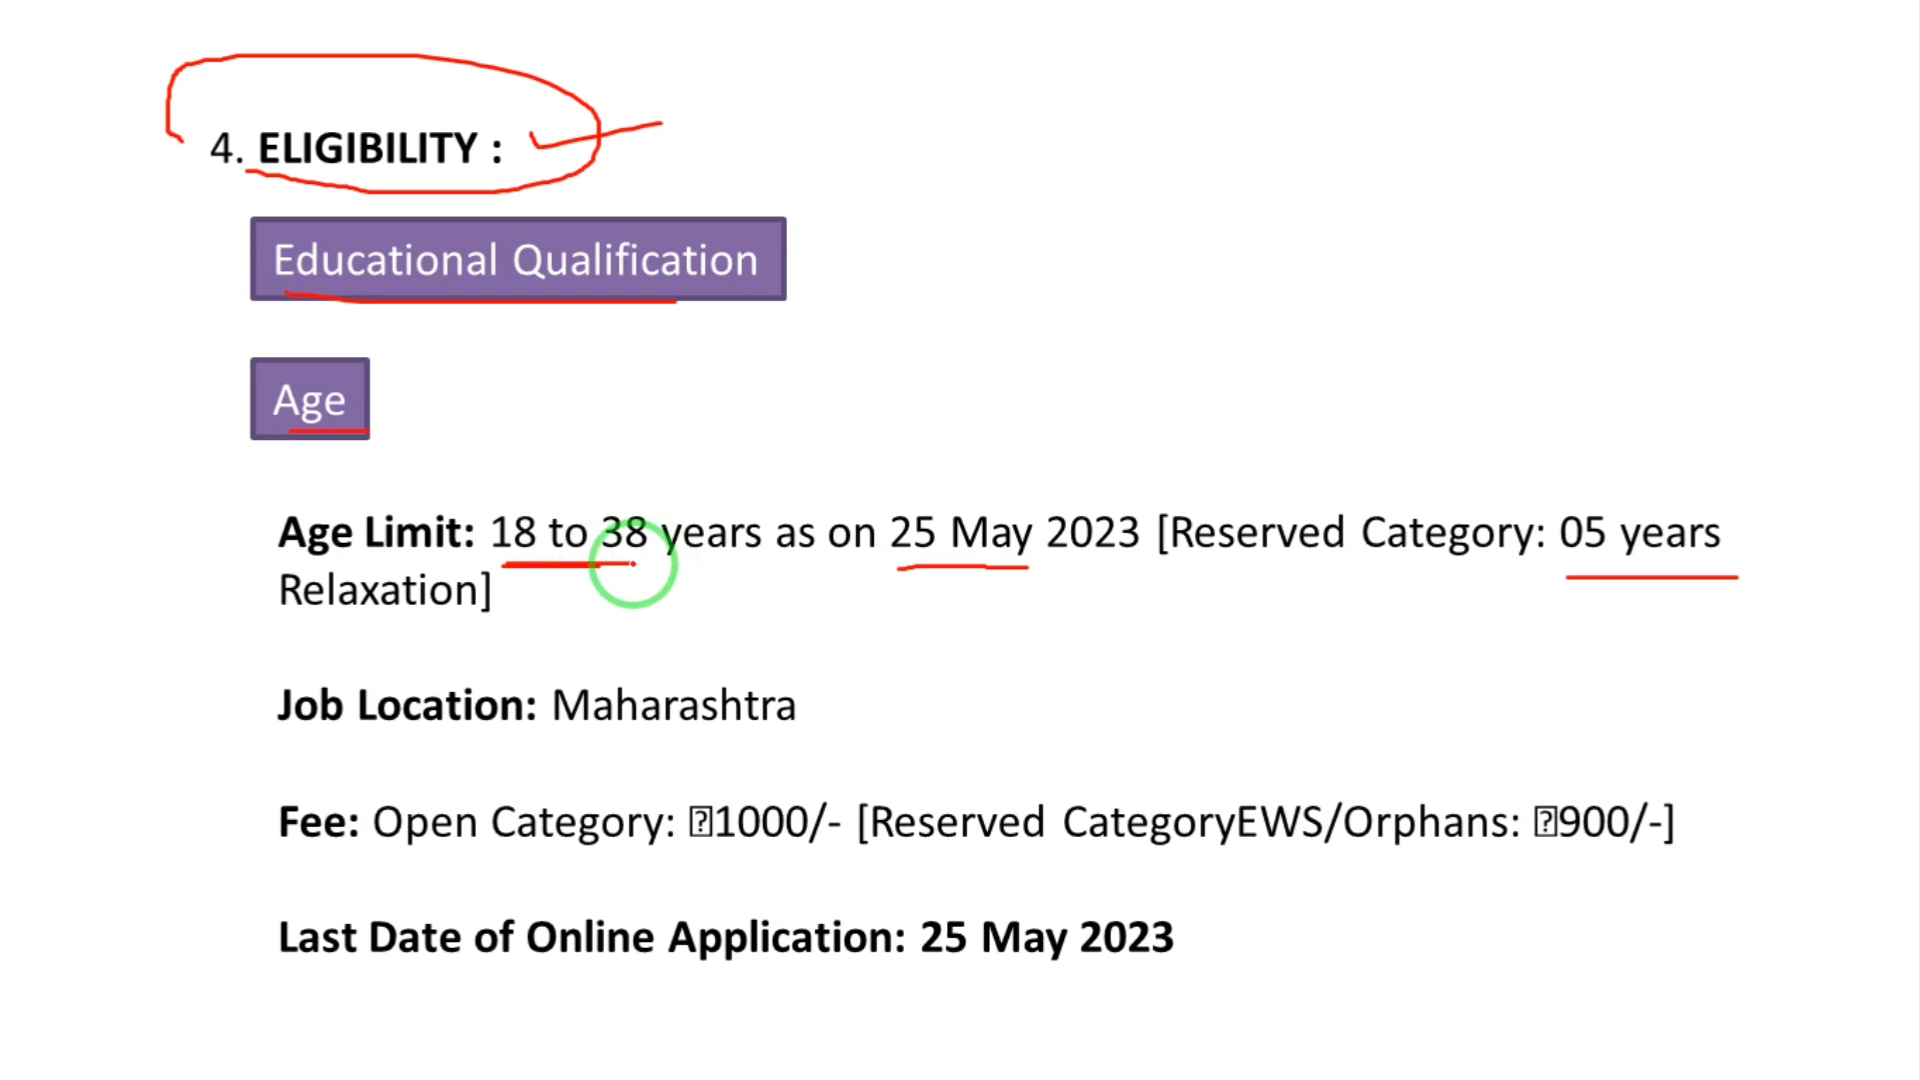 4. ELIGIBILITY :
Educational Qualification
Age
Age Limit: 18 to 38 years as on 25 May 2023 [Reserved Category: 05 years
Relaxation]
Job Location: Maharashtra
Fee: Open Category: 1000/- [Reserved CategoryEWS/Orphans: 900/-]
Last Date of Online Application: 25 May 2023